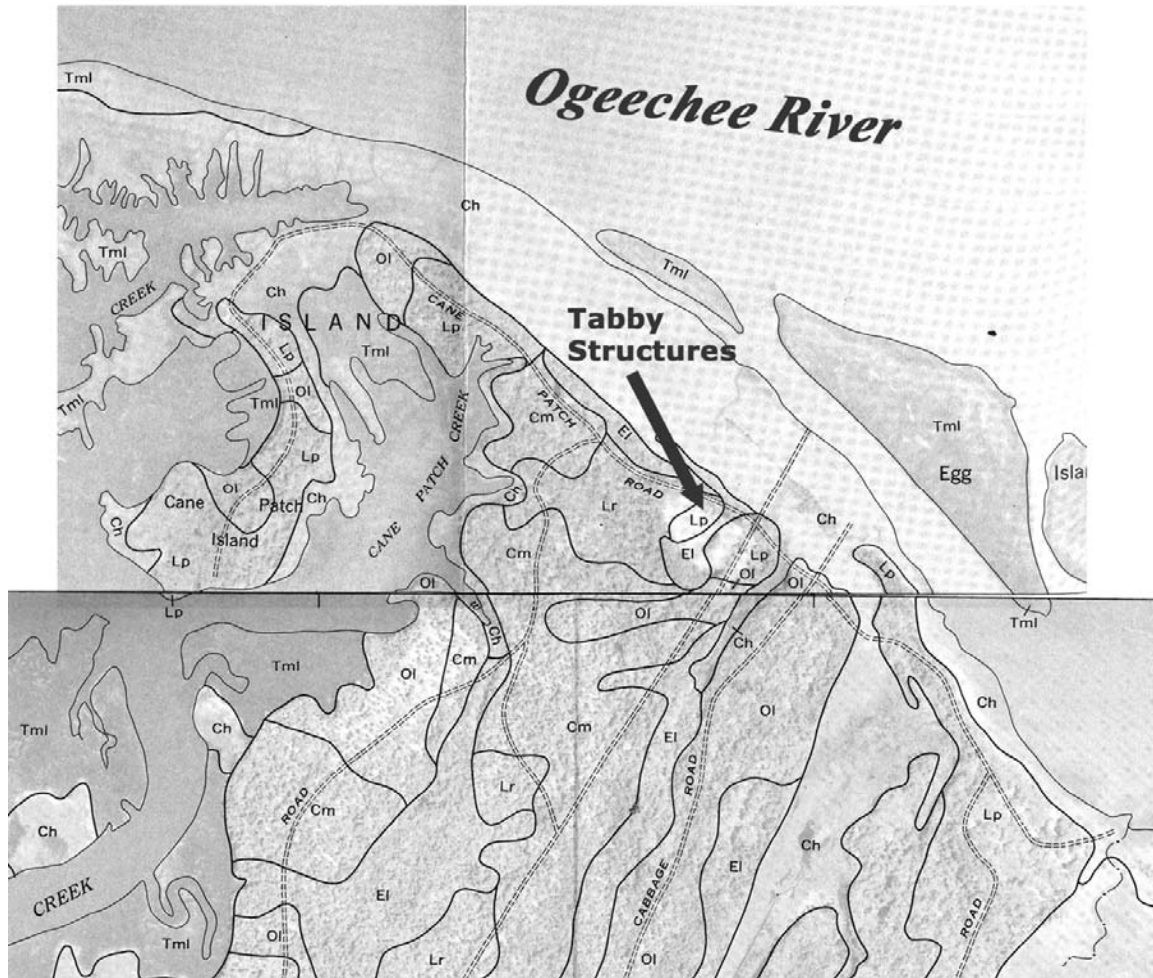 Tml
Ogeechee River
Ch
Tml
Ol
Tml
CREEK
Ch
ISLAND
CANE
Lp
Tabby
Structures
Lp
Tml
CREEK
PATCH
Tml
Ol
Tml
Cm
El
Tml
Egg
Lp
PATCH
ROAD
Ol
Cane
Patch
Ch
Lr
Lp
Ch
Ch
Island
CANE
Cm
El
Lp
Lp
Lp
Ol
Ol
Ol
Lp
Ol
Ch
Ch
Tml
Tml
Ol
Cm
Ch
Tml
Ch
Cm
El
Ol
ROAD
Lr
Lp
Ch
Cm
Ch
CREEK
El
CABBAGE
El
ROAD
Ol
Tml
Lr
Ol